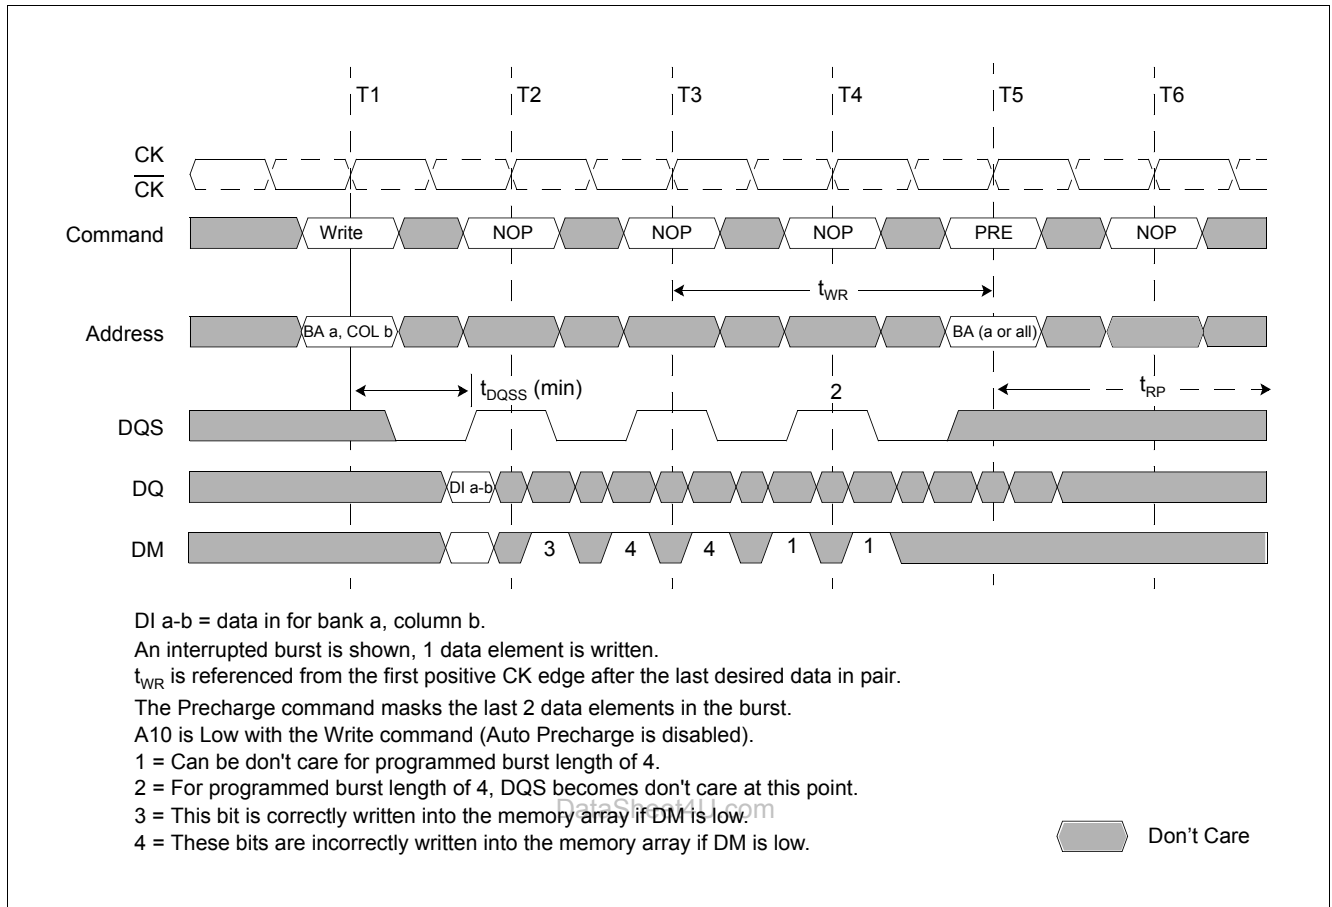 T1 T2 T3 T4 T5 T6
CK
CK
Command Write NOP NOP NOP PRE NOP
tWR
Address BA a, COL b BA (a or all)
tDQSS (min) 2 tRP
DQS
DQ DI a-b
DM 3 4 4 1 1
DI a-b = data in for bank a, column b.
An interrupted burst is shown, 1 data element is written.
tWR is referenced from the first positive CK edge after the last desired data in pair.
The Precharge command masks the last 2 data elements in the burst.
A10 is Low with the Write command (Auto Precharge is disabled).
1 = Can be don't care for programmed burst length of 4.
2 = For programmed burst length of 4, DQS becomes don't care at this point.
DataSheet4U.com
3 = This bit is correctly written into the memory array if DM is low.
4 = These bits are incorrectly written into the memory array if DM is low.
Don't Care